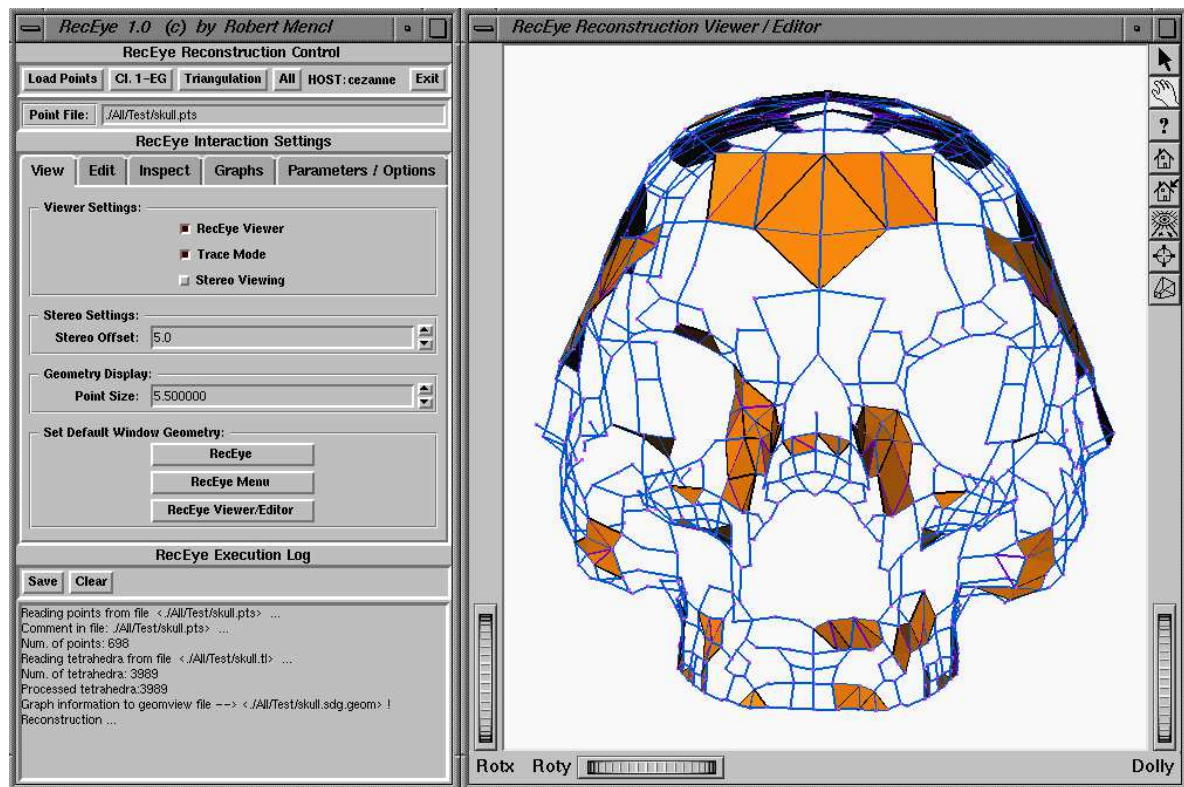 RecEye 1.0 (c) by Robert Mencl
RecEye Reconstruction Control
Load Points Cl. 1-EG Triangulation All HOST: cezanne Exit
Point File: ./All/Test/skull.pts
RecEye Interaction Settings
View Edit Inspect Graphs Parameters / Options
Viewer Settings:
RecEye Viewer
Trace Mode
Stereo Viewing
Stereo Settings:
Stereo Offset: 5.0
Geometry Display:
Point Size: 5.500000
Set Default Window Geometry:
RecEye
RecEye Menu
RecEye Viewer/Editor
RecEye Execution Log
Save Clear
Reading points from file <./All/Test/skull.pts> ...
Comment in file: ./All/Test/skull.pts> ...
Num. of points: 698
Reading tetrahedra from file <./All/Test/skull.tl> ...
Num. of tetrahedra: 3989
Processed tetrahedra:3989
Graph information to geomview file --> <./All/Test/skull.sdg.geom> !
Reconstruction ...
RecEye Reconstruction Viewer / Editor
?
Rotx Roty Dolly